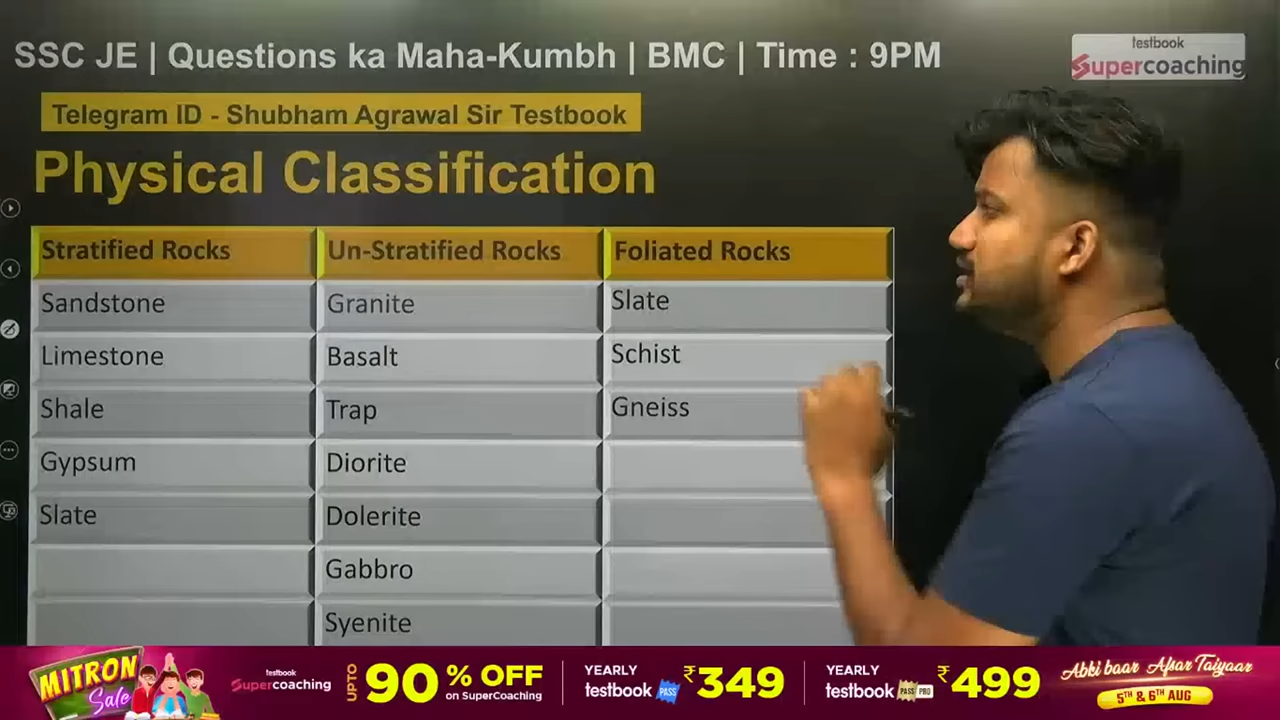 SSC JE | Questions ka Maha-Kumbh | BMC | Time : 9PM
testbook
Supercoaching
Telegram ID - Shubham Agrawal Sir Testbook
Physical Classification
Stratified Rocks Un-Stratified Rocks Foliated Rocks
Sandstone Granite Slate
Limestone Basalt Schist
Shale Trap Gneiss
Gypsum Diorite
Slate Dolerite
Gabbro
Syenite
MITRON
Sale
testbook
Supercoaching
UPTO 90 % OFF
on SuperCoaching
YEARLY
testbook PASS
₹349
YEARLY
testbook PASS PRO
₹499
Abki baar Afsar Taiyaar
5TH & 6TH AUG